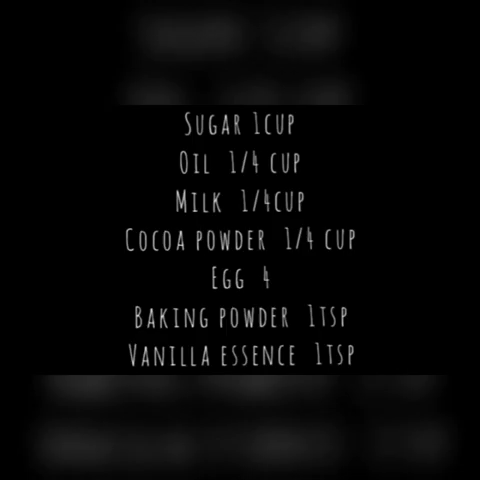 Sugar 1cup
Oil 1/4 cup
Milk 1/4cup
Cocoa powder 1/4 cup
Egg 4
Baking powder 1tsp
Vanilla essence 1tsp